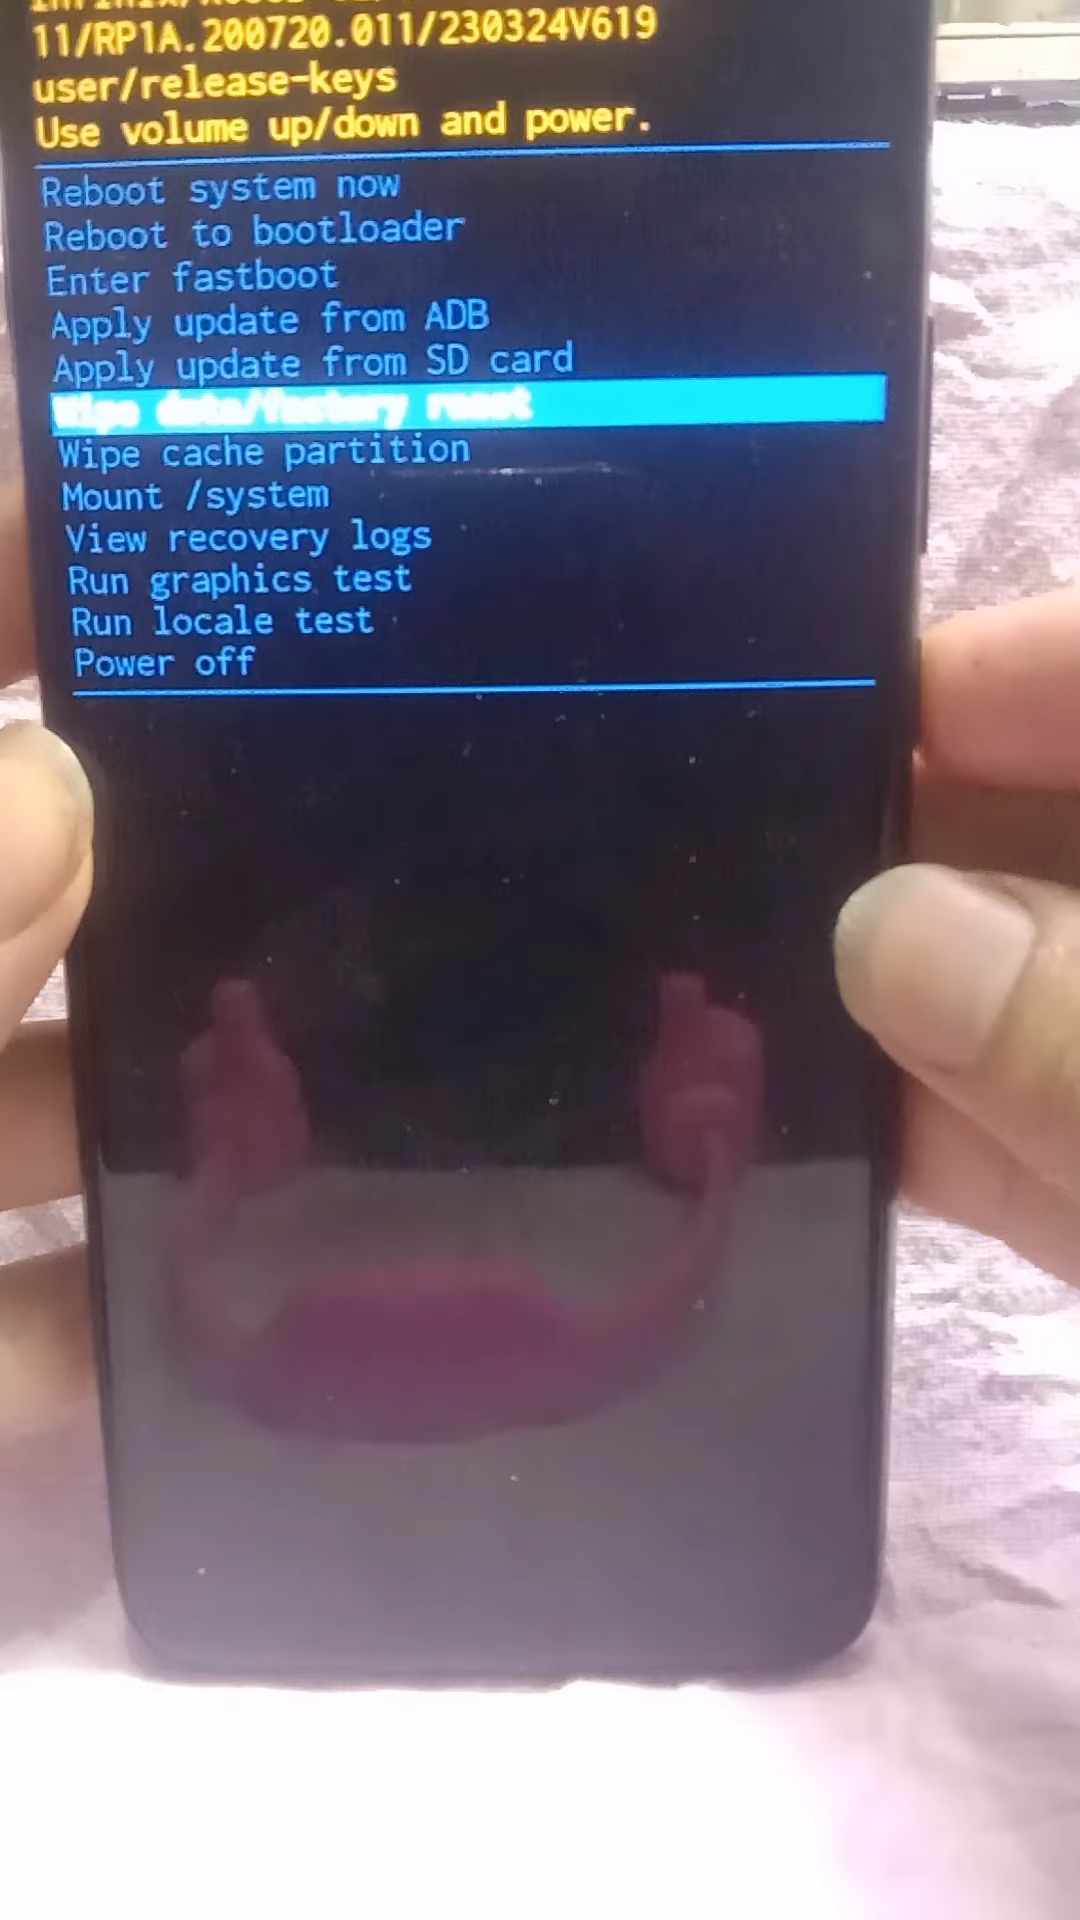 11/RP1A.200720.011/230324V619
user/release-keys
Use volume up/down and power.
Reboot system now
Reboot to bootloader
Enter fastboot
Apply update from ADB
Apply update from SD card
Wipe data/factory reset
Wipe cache partition
Mount /system
View recovery logs
Run graphics test
Run locale test
Power off